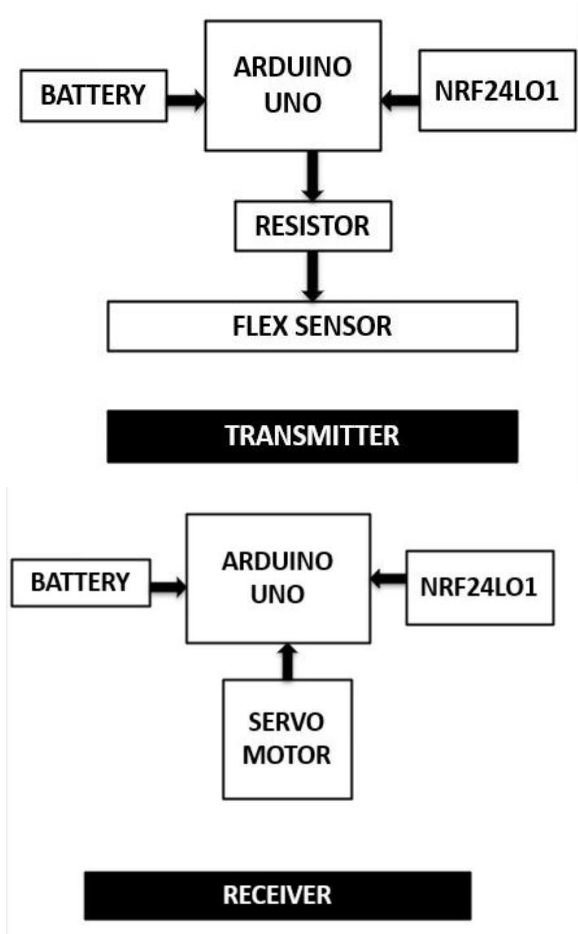 ARDUINO
UNO
BATTERY
NRF24LO1
RESISTOR
FLEX SENSOR
TRANSMITTER
ARDUINO
UNO
BATTERY
NRF24LO1
SERVO
MOTOR
RECEIVER